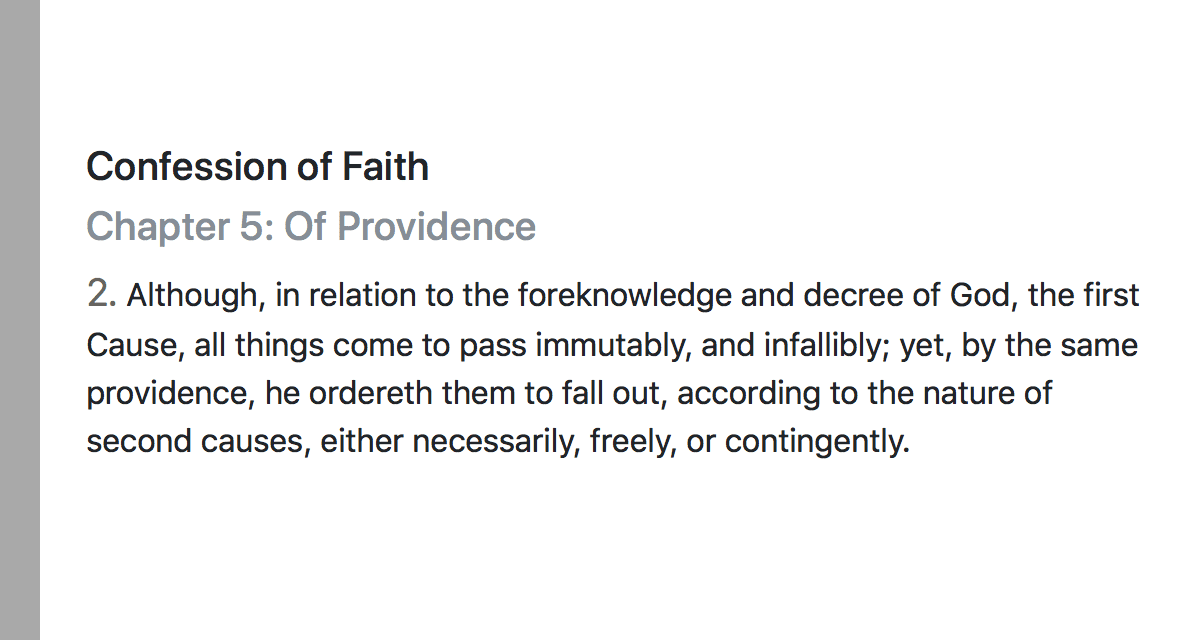 Confession of Faith
Chapter 5: Of Providence
2. Although, in relation to the foreknowledge and decree of God, the first
Cause, all things come to pass immutably, and infallibly; yet, by the same
providence, he ordereth them to fall out, according to the nature of
second causes, either necessarily, freely, or contingently.